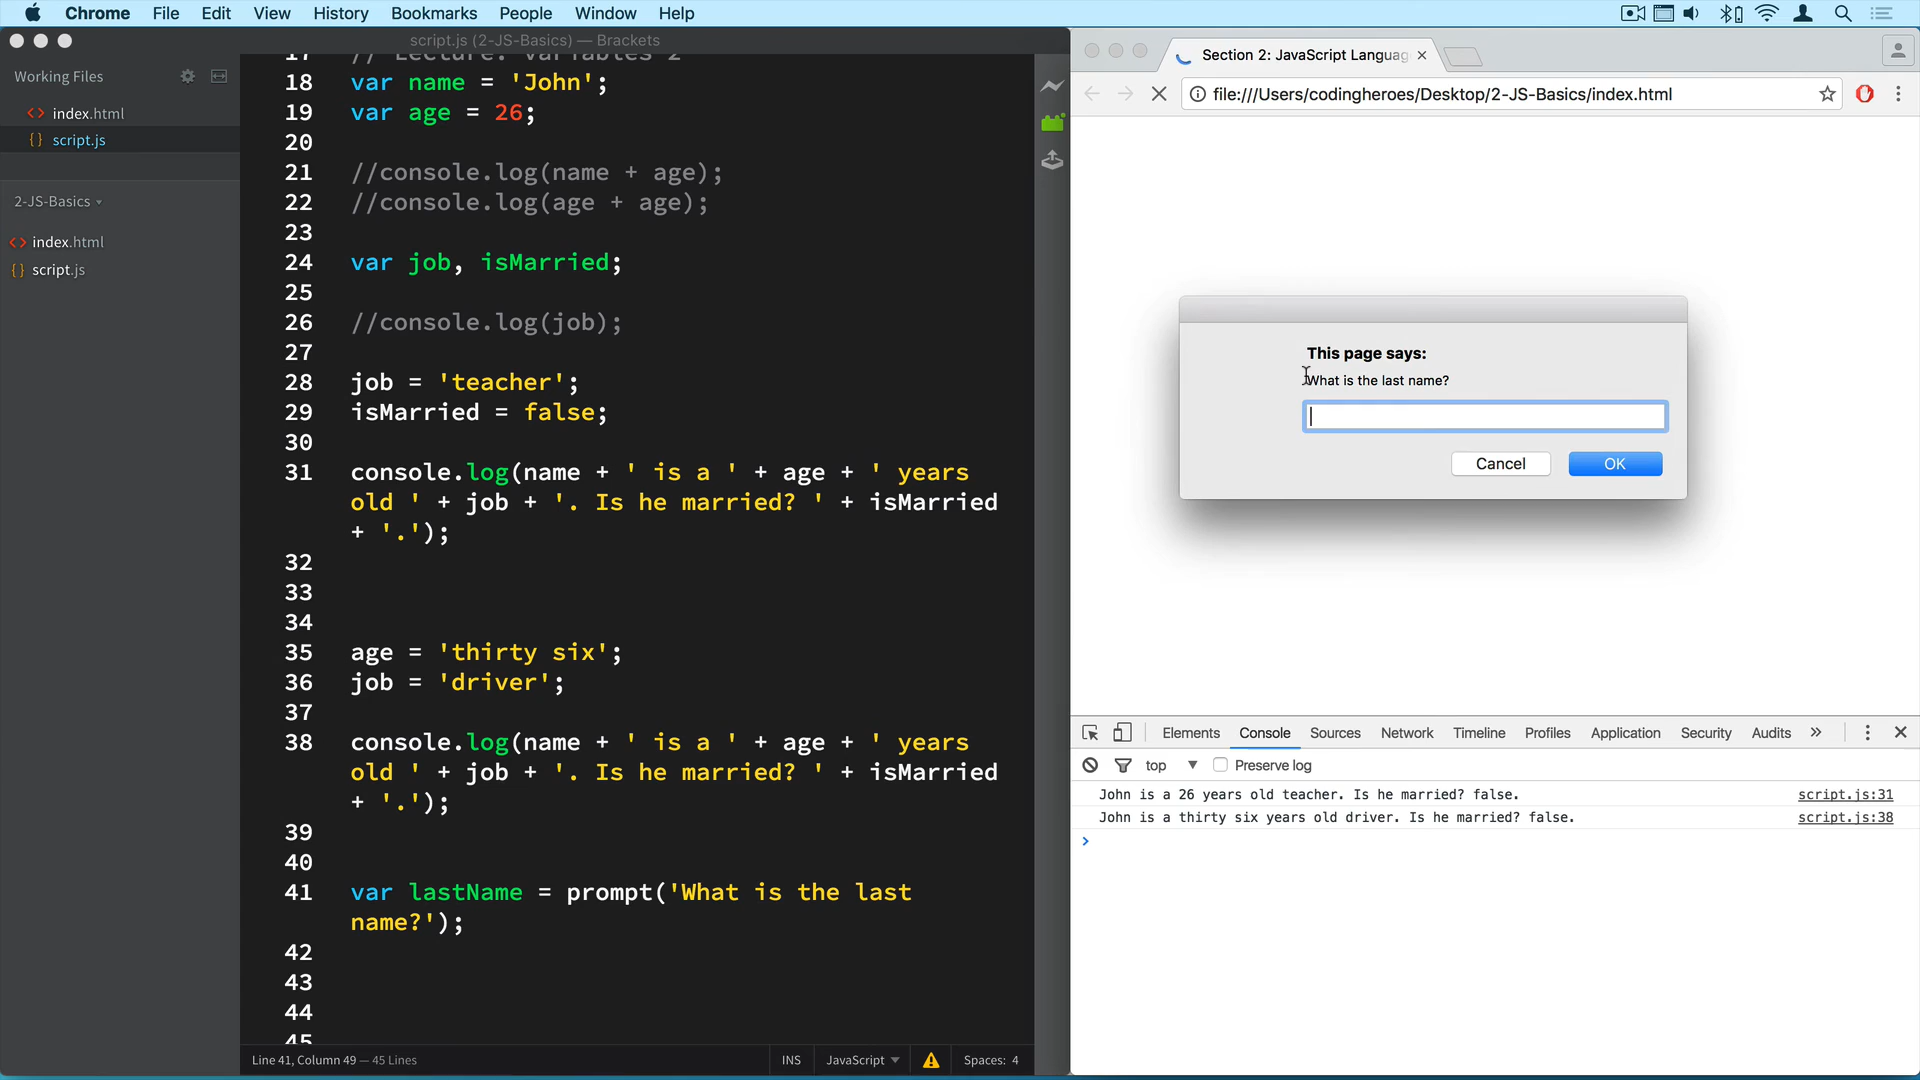 Chrome File Edit View History Bookmarks People Window Help
script.js (2-JS-Basics) — Brackets
Working Files
index.html
script.js
2-JS-Basics
index.html
script.js
17 // Lecture: Variables 2
18 var name = 'John';
19 var age = 26;
20
21 //console.log(name + age);
22 //console.log(age + age);
23
24 var job, isMarried;
25
26 //console.log(job);
27
28 job = 'teacher';
29 isMarried = false;
30
31 console.log(name + ' is a ' + age + ' years
old ' + job + '. Is he married? ' + isMarried
+ '.');
32
33
34
35 age = 'thirty six';
36 job = 'driver';
37
38 console.log(name + ' is a ' + age + ' years
old ' + job + '. Is he married? ' + isMarried
+ '.');
39
40
41 var lastName = prompt('What is the last
name?');
42
43
44
45
Line 41, Column 49 — 45 Lines
INS JavaScript Spaces: 4
Section 2: JavaScript Languag
file:///Users/codingheroes/Desktop/2-JS-Basics/index.html
This page says:
What is the last name?
Cancel OK
Elements Console Sources Network Timeline Profiles Application Security Audits »
top Preserve log
John is a 26 years old teacher. Is he married? false. script.js:31
John is a thirty six years old driver. Is he married? false. script.js:38
>